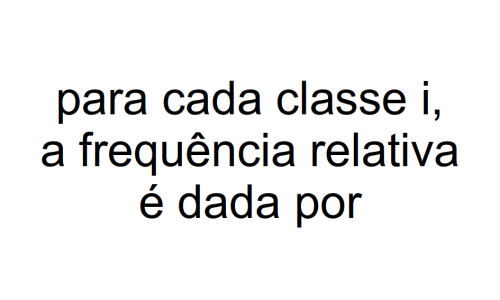 para cada classe i,
a frequência relativa
é dada por